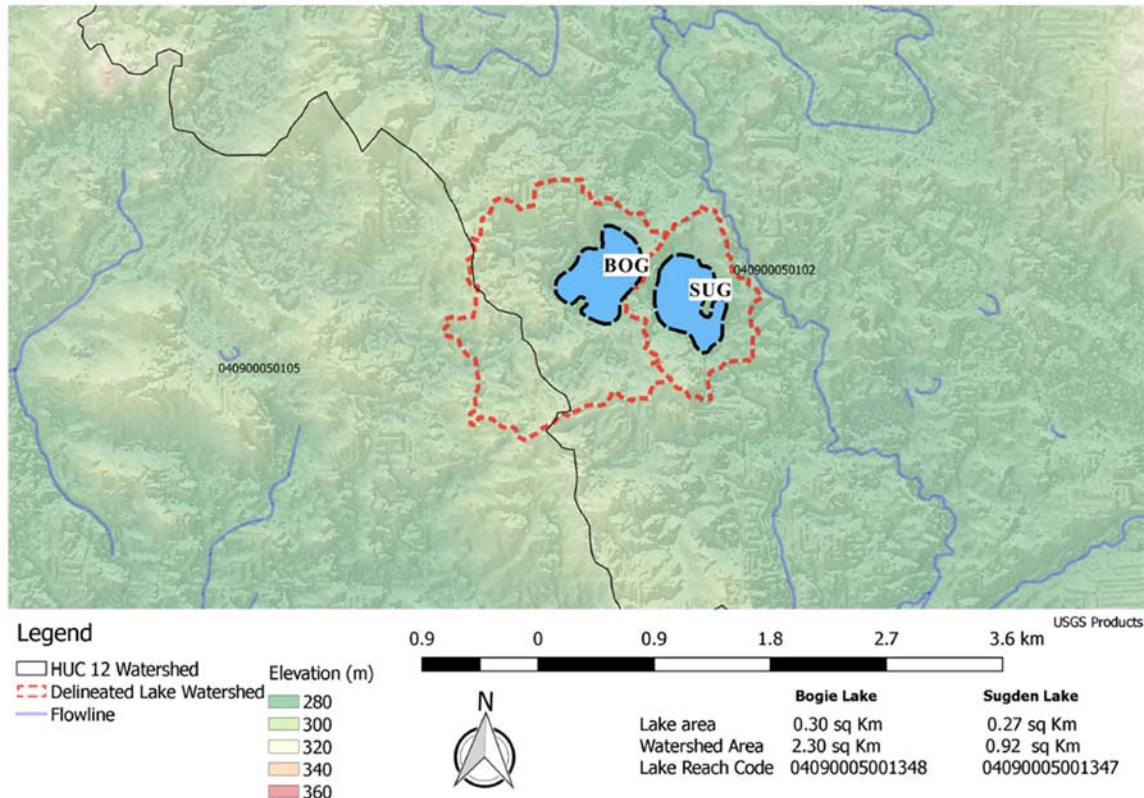 BOG
SUG
040900050102
040900050105
USGS Products
Legend
HUC 12 Watershed
Delineated Lake Watershed
Flowline
Elevation (m)
280
300
320
340
360
0.9 0 0.9 1.8 2.7 3.6 km
N
Bogie Lake Sugden Lake
Lake area 0.30 sq Km 0.27 sq Km
Watershed Area 2.30 sq Km 0.92 sq Km
Lake Reach Code 04090005001348 04090005001347